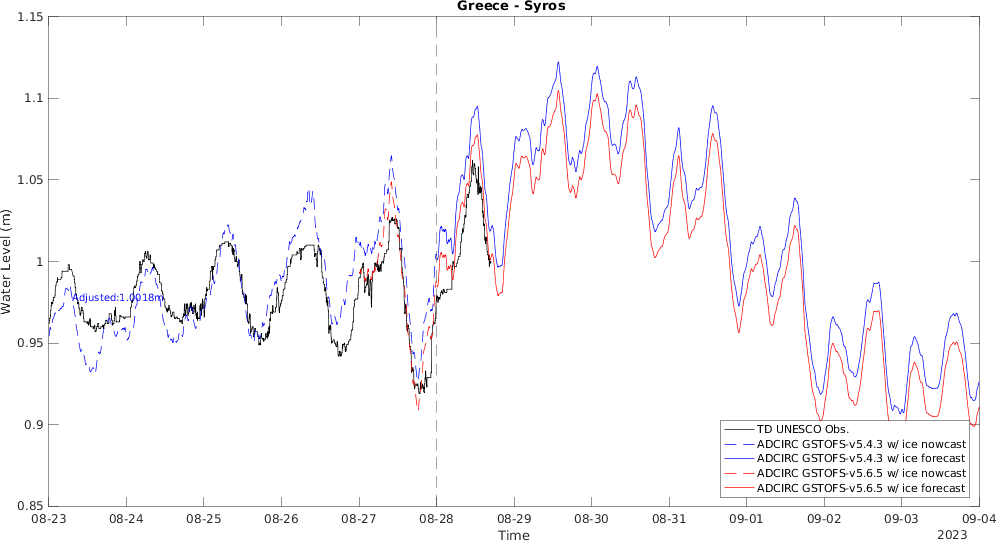 Greece - Syros
1.15
1.1
1.05
1
0.95
0.9
0.85
Water Level (m)
Adjusted:1.0018m
TD UNESCO Obs.
ADCIRC GSTOFS-v5.4.3 w/ ice nowcast
ADCIRC GSTOFS-v5.4.3 w/ ice forecast
ADCIRC GSTOFS-v5.6.5 w/ ice nowcast
ADCIRC GSTOFS-v5.6.5 w/ ice forecast
08-23 08-24 08-25 08-26 08-27 08-28 08-29 08-30 08-31 09-01 09-02 09-03 09-04
Time
2023